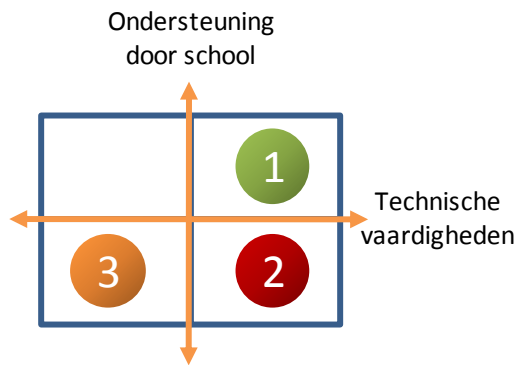 Ondersteuning
door school
1
Technische
vaardigheden
3
2